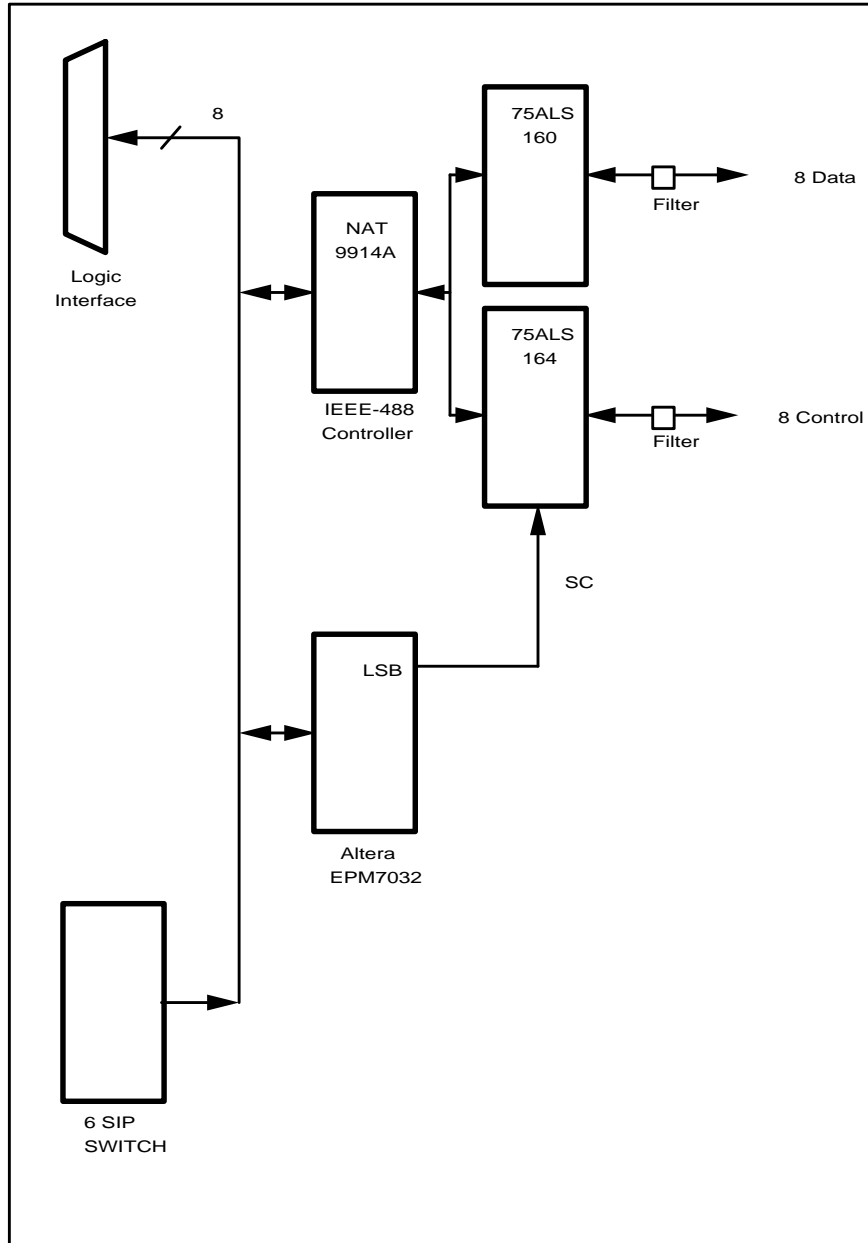 8
75ALS
160
8 Data
Filter
NAT
9914A
Logic
Interface
75ALS
164
IEEE-488
Controller
8 Control
Filter
SC
LSB
Altera
EPM7032
6 SIP
SWITCH